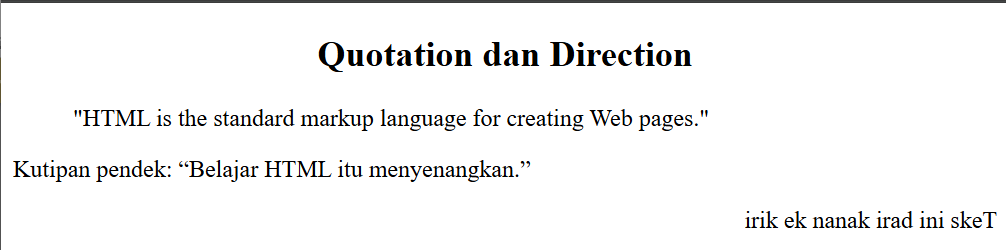 Quotation dan Direction
"HTML is the standard markup language for creating Web pages."
Kutipan pendek: “Belajar HTML itu menyenangkan.”
irik ek nanak irad ini skeT